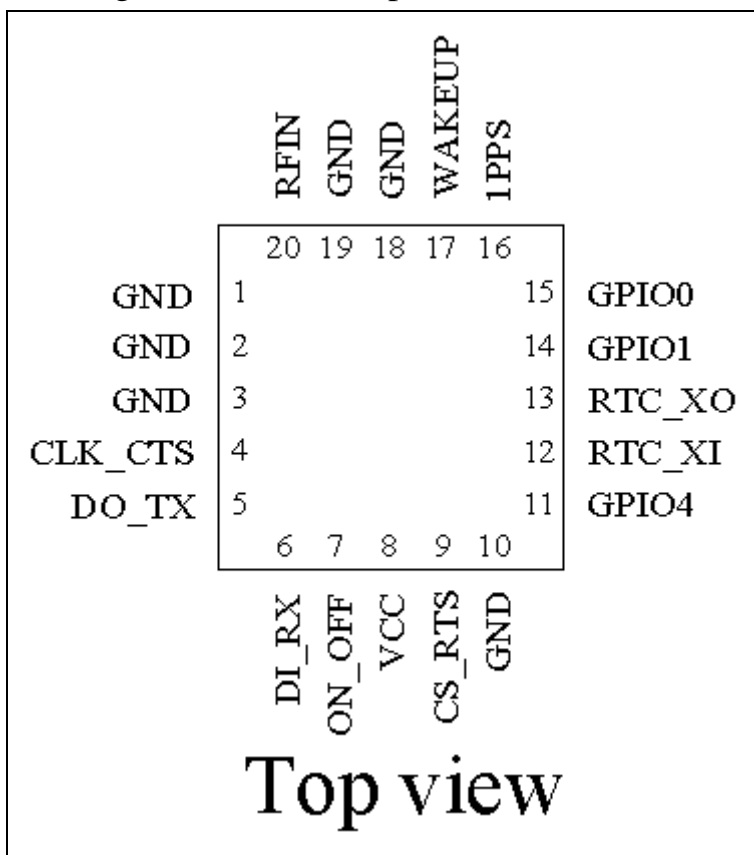 RFIN GND GND WAKEUP 1PPS
20 19 18 17 16
GND 1 15 GPIO0
GND 2 14 GPIO1
GND 3 13 RTC_XO
CLK_CTS 4 12 RTC_XI
DO_TX 5 11 GPIO4
6 7 8 9 10
DI_RX ON_OFF VCC CS_RTS GND
Top view